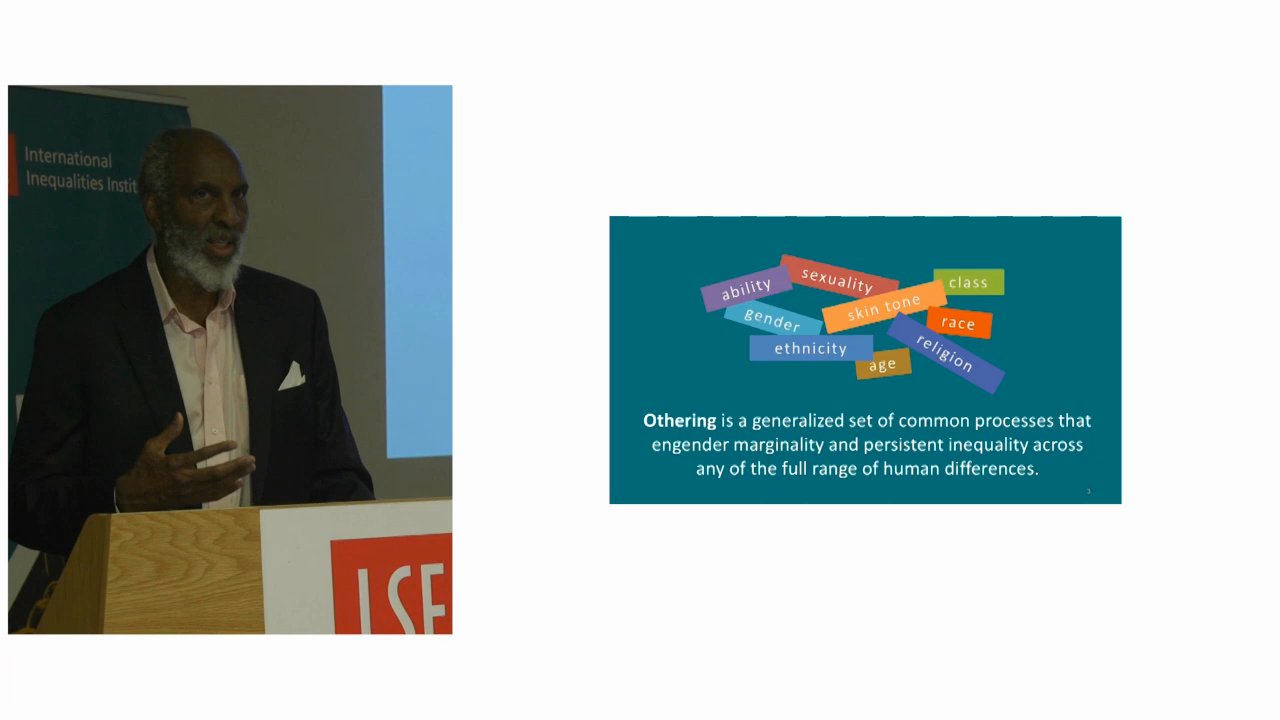 International
Inequalities Instit
LSE
ability
sexuality
class
gender
skin tone
race
ethnicity
religion
age
Othering is a generalized set of common processes that
engender marginality and persistent inequality across
any of the full range of human differences.
3